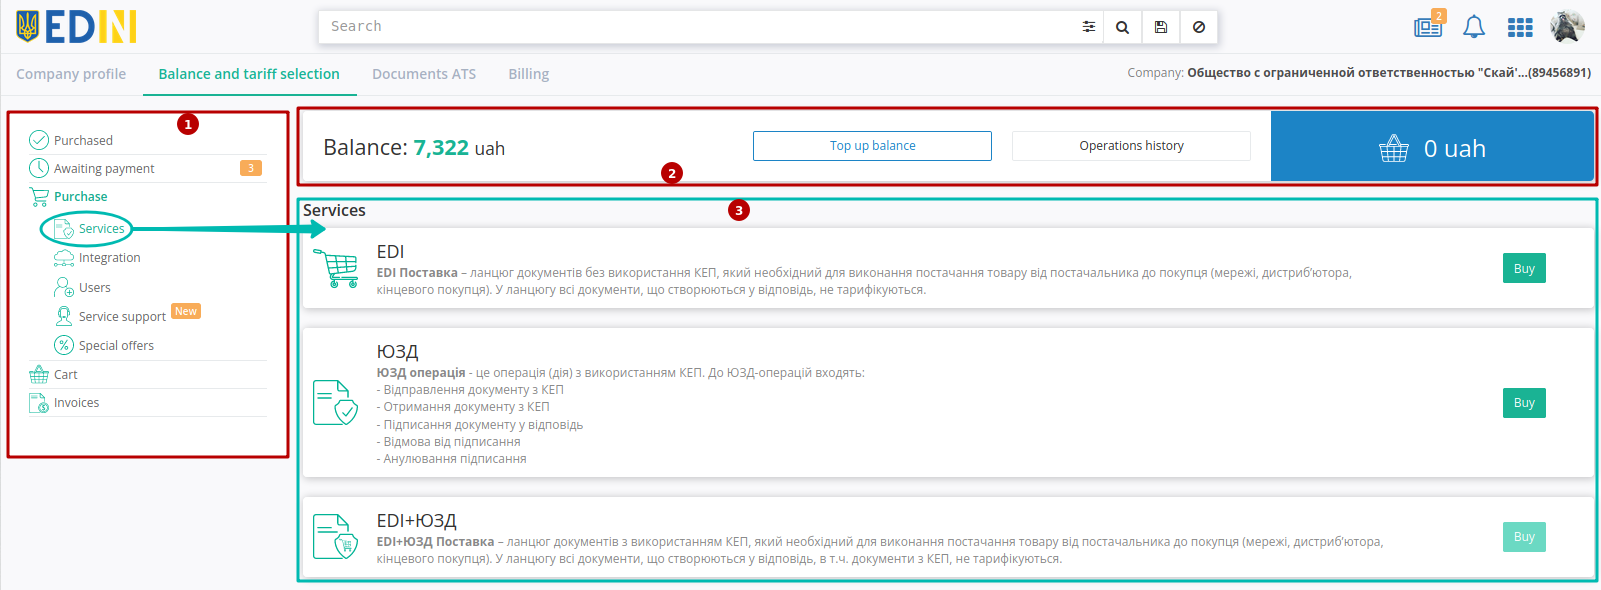 EDIN
Search
2
Company profile
Balance and tariff selection
Documents ATS
Billing
Company: Общество с ограниченной ответственностью "Скай'...(89456891)
1
Purchased
Awaiting payment
3
Purchase
Services
Integration
Users
Service support
New
Special offers
Cart
Invoices
Balance: 7,322 uah
Top up balance
Operations history
0 uah
2
Services
3
EDI
EDI Поставка – ланцюг документів без використання КЕП, який необхідний для виконання постачання товару від постачальника до покупця (мережі, дистриб'ютора,
кінцевого покупця). У ланцюгу всі документи, що створюються у відповідь, не тарифікуються.
Buy
ЮЗД
ЮЗД операція - це операція (дія) з використанням КЕП. До ЮЗД-операцій входять:
- Відправлення документу з КЕП
- Отримання документу з КЕП
- Підписання документу у відповідь
- Відмова від підписання
- Анулювання підписання
Buy
EDI+ЮЗД
EDI+ЮЗД Поставка – ланцюг документів з використанням КЕП, який необхідний для виконання постачання товару від постачальника до покупця (мережі, дистриб'ютора,
кінцевого покупця). У ланцюгу всі документи, що створюються у відповідь, в т.ч. документи з КЕП, не тарифікуються.
Buy